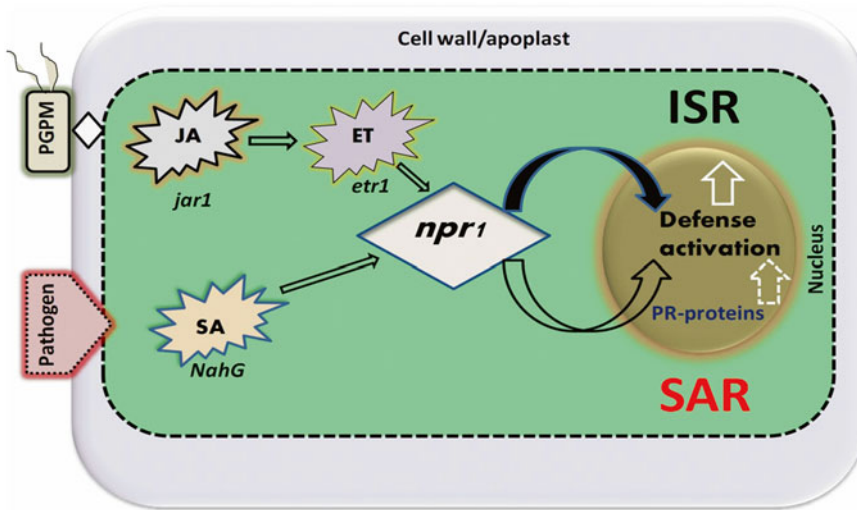 Cell wall/apoplast
PGPM
JA
jar1
ET
etr1
ISR
npr1
Defense
activation
Nucleus
PR-proteins
Pathogen
SA
NahG
SAR